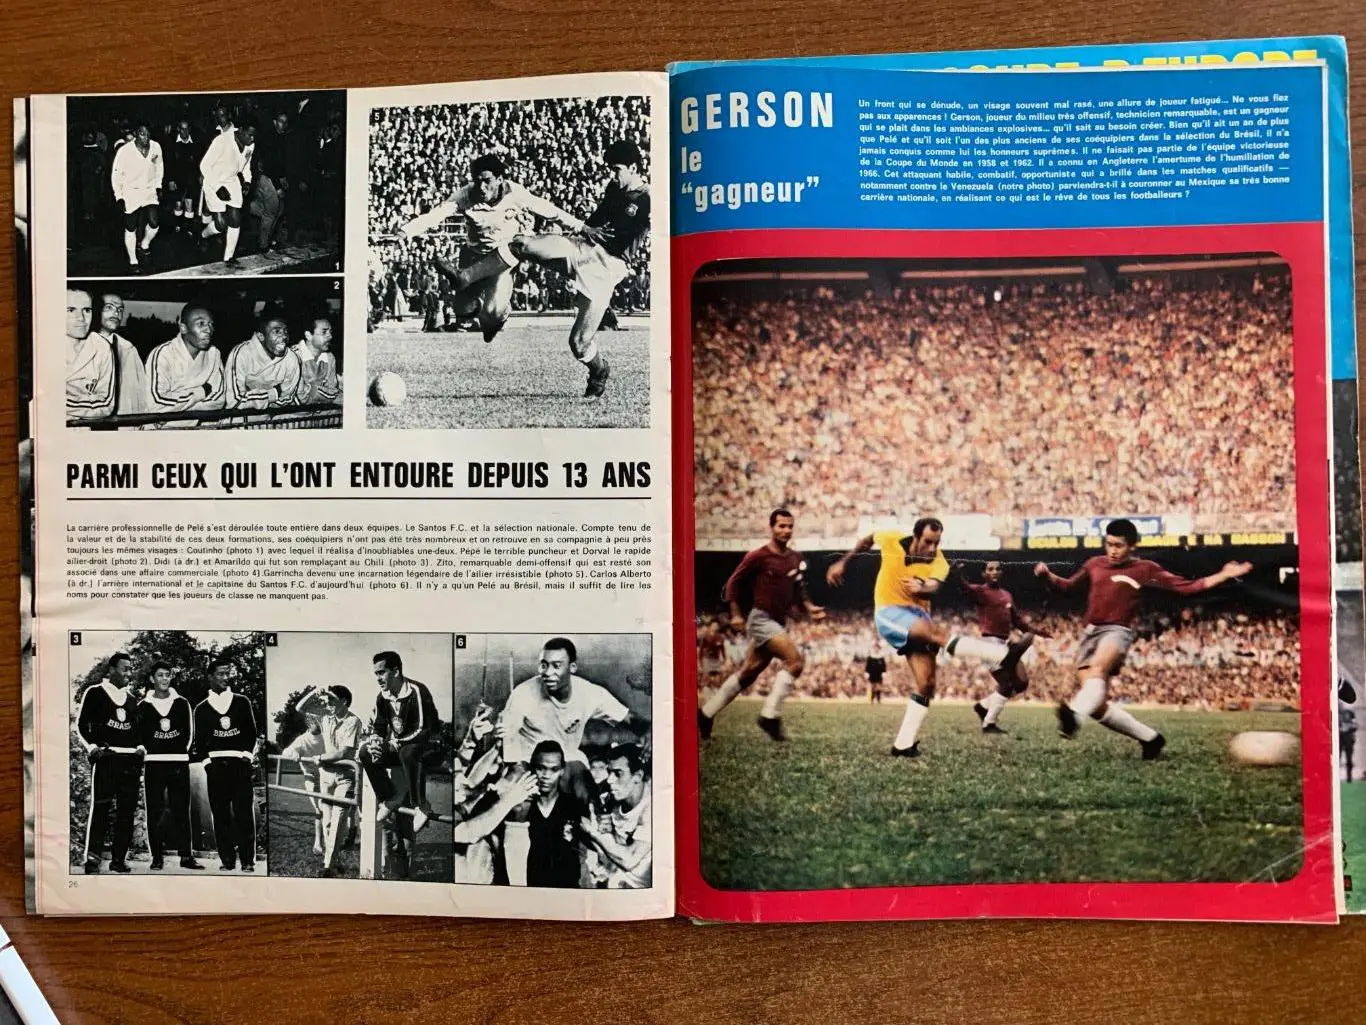 COUPE D'EUROPE
1
2
5
PARMI CEUX QUI L'ONT ENTOURE DEPUIS 13 ANS
La carrière professionnelle de Pelé s'est déroulée toute entière dans deux équipes. Le Santos F.C. et la sélection nationale. Compte tenu de
la valeur et de la stabilité de ces deux formations, ses coéquipiers n'ont pas été très nombreux et on retrouve en sa compagnie à peu près
toujours les mêmes visages : Coutinho (photo 1) avec lequel il réalisa d'inoubliables une-deux. Pépé le terrible puncheur et Dorval le rapide
ailier-droit (photo 2). Didi (à dr.) et Amarildo qui fut son remplaçant au Chili (photo 3). Zito, remarquable demi-offensif qui est resté son
associé dans une affaire commerciale (photo 4). Garrincha devenu une incarnation légendaire de l'ailier irrésistible (photo 5). Carlos Alberto
(à dr.) l'arrière international et le capitaine du Santos F.C. d'aujourd'hui (photo 6). Il n'y a qu'un Pelé au Brésil, mais il suffit de lire les
noms pour constater que les joueurs de classe ne manquent pas.
3
4
6
BRASIL
BRASIL
BRASIL
26
GERSON
le
"gagneur"
Un front qui se dénude, un visage souvent mal rasé, une allure de joueur fatigué... Ne vous fiez
pas aux apparences ! Gerson, joueur du milieu très offensif, technicien remarquable, est un gagneur
qui se plait dans les ambiances explosives... qu'il sait au besoin créer. Bien qu'il ait un an de plus
que Pelé et qu'il soit l'un des plus anciens de ses coéquipiers dans la sélection du Brésil, il n'a
jamais conquis comme lui les honneurs suprêmes. Il ne faisait pas partie de l'équipe victorieuse
de la Coupe du Monde en 1958 et 1962. Il a connu en Angleterre l'amertume de l'humiliation de
1966. Cet attaquant habile, combatif, opportuniste qui a brillé dans les matches qualificatifs —
notamment contre le Venezuela (notre photo) parviendra-t-il à couronner au Mexique sa très bonne
carrière nationale, en réalisant ce qui est le rêve de tous les footballeurs ?
E NA MASSON